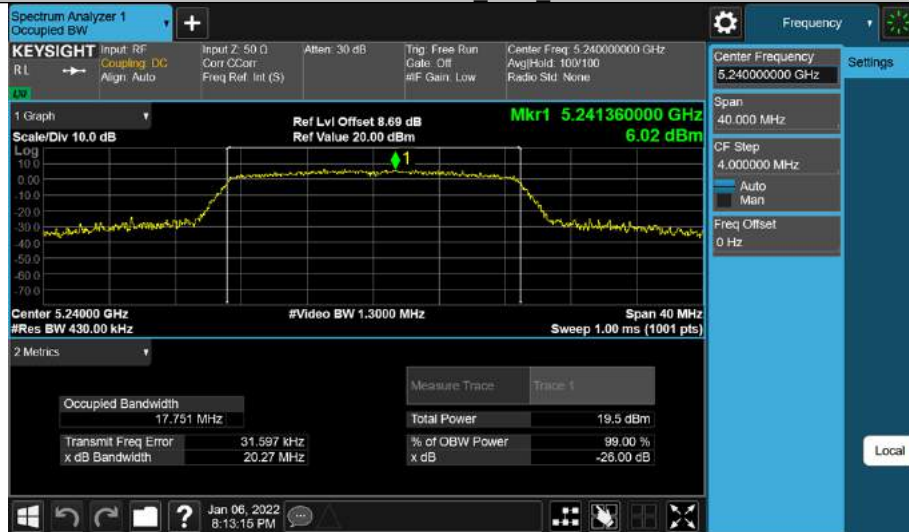 Spectrum Analyzer 1
Occupied BW
Frequency
KEYSIGHT
RL
Input: RF
Coupling: DC
Align: Auto
Input Z: 50 Ω
Corr CCorr
Freq Ref: Int (S)
Atten: 30 dB
Trig: Free Run
Gate: Off
#IF Gain: Low
Center Freq: 5.240000000 GHz
Avg|Hold: 100/100
Radio Std: None
LXI
1 Graph
Scale/Div 10.0 dB
Ref Lvl Offset 8.69 dB
Ref Value 20.00 dBm
Mkr1 5.241360000 GHz
6.02 dBm
Log
10.0
0.00
-10.0
-20.0
-30.0
-40.0
-50.0
-60.0
-70.0
1
Center 5.24000 GHz
#Res BW 430.00 kHz
#Video BW 1.3000 MHz
Span 40 MHz
Sweep 1.00 ms (1001 pts)
2 Metrics
Measure Trace
Trace 1
Occupied Bandwidth
17.751 MHz
Total Power 19.5 dBm
Transmit Freq Error 31.597 kHz
% of OBW Power 99.00 %
x dB Bandwidth 20.27 MHz
x dB -26.00 dB
Center Frequency
5.240000000 GHz
Settings
Span
40.000 MHz
CF Step
4.000000 MHz
Auto
Man
Freq Offset
0 Hz
Local
?
Jan 06, 2022
8:13:15 PM